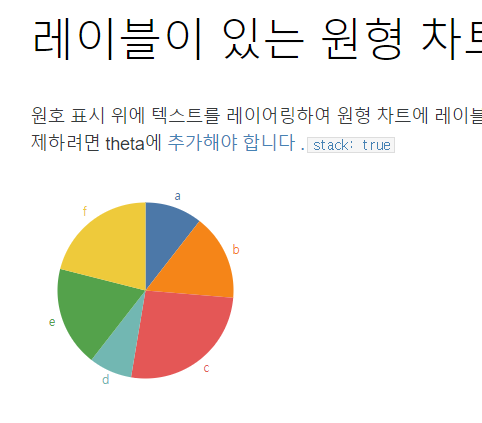 레이블이 있는 원형 차트
원호 표시 위에 텍스트를 레이어링하여 원형 차트에 레이블
제하려면 theta에 추가해야 합니다 . stack: true
a
f
b
e
c
d